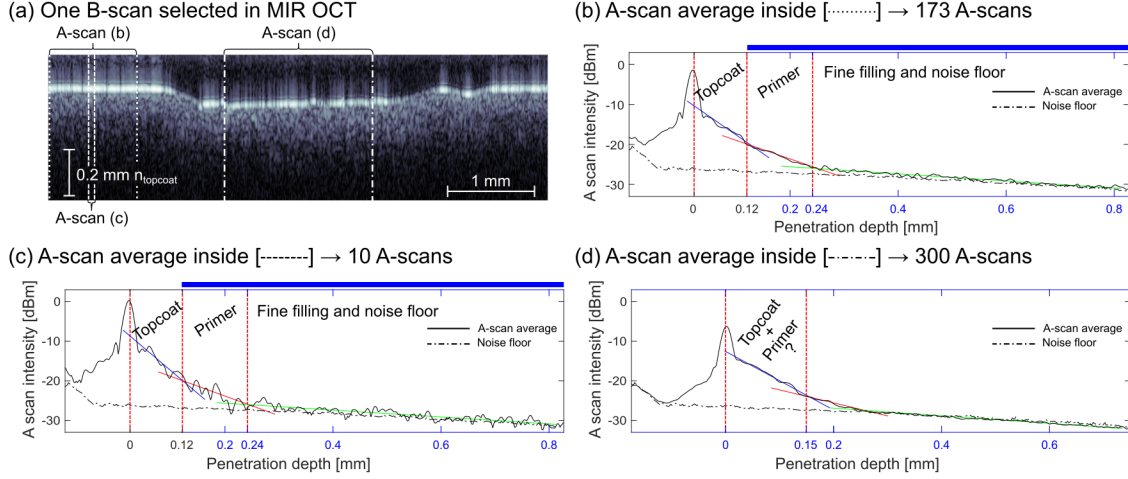 (a) One B-scan selected in MIR OCT
A-scan (b)
A-scan (d)
0.2 mm n_topcoat
1 mm
A-scan (c)
(b) A-scan average inside [·········] → 173 A-scans
A scan intensity [dBm]
0
-10
-20
-30
Topcoat
Primer
Fine filling and noise floor
A-scan average
Noise floor
0 0.12 0.2 0.24 0.4 0.6 0.8
Penetration depth [mm]
(c) A-scan average inside [--------] → 10 A-scans
A scan intensity [dBm]
0
-10
-20
-30
Topcoat
Primer
Fine filling and noise floor
A-scan average
Noise floor
0 0.12 0.2 0.24 0.4 0.6 0.8
Penetration depth [mm]
(d) A-scan average inside [-·-·-·-] → 300 A-scans
A scan intensity [dBm]
0
-10
-20
-30
Topcoat
+
Primer
?
A-scan average
Noise floor
0 0.15 0.2 0.4 0.6
Penetration depth [mm]